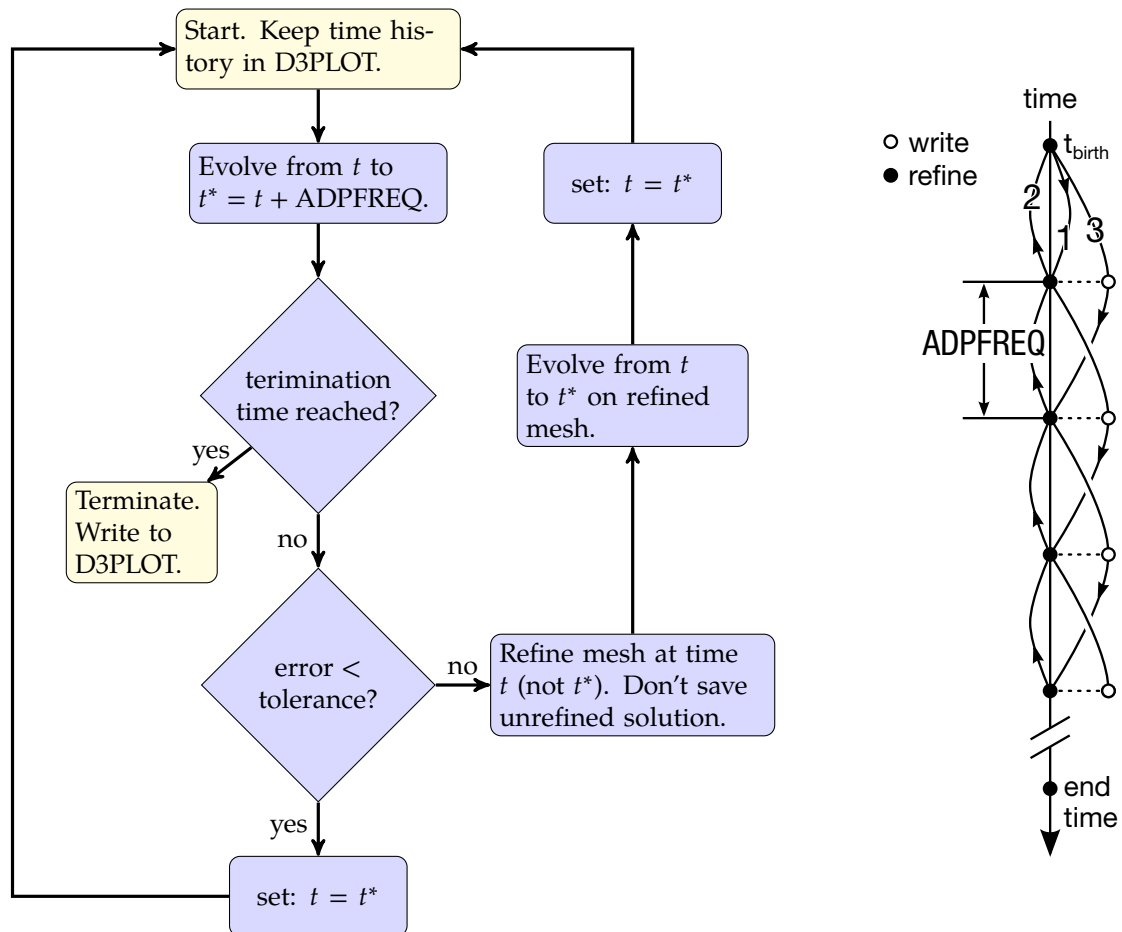 Start. Keep time his-
tory in D3PLOT.
Evolve from t to
t* = t + ADPFREQ.
terimination
time reached?
yes
Terminate.
Write to
D3PLOT.
no
error <
tolerance?
no
Refine mesh at time
t (not t*). Don't save
unrefined solution.
Evolve from t
to t* on refined
mesh.
set: t = t*
yes
set: t = t*
time
write
refine
t_birth
2
1
3
ADPFREQ
end
time